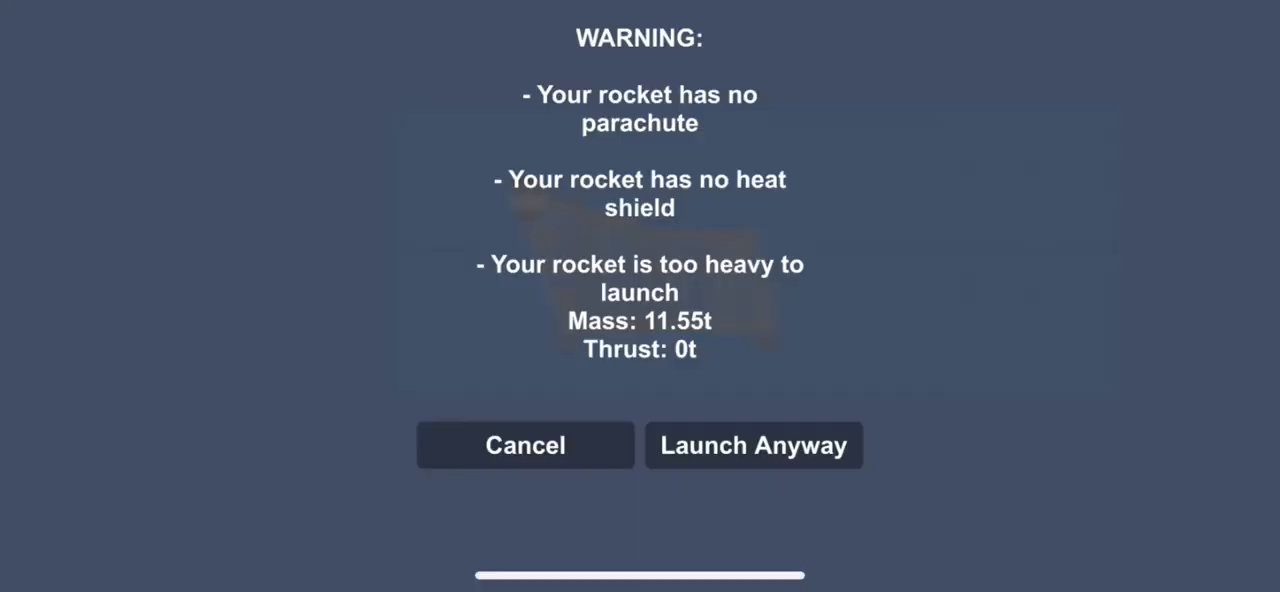 WARNING:
- Your rocket has no
parachute
- Your rocket has no heat
shield
- Your rocket is too heavy to
launch
Mass: 11.55t
Thrust: 0t
Cancel
Launch Anyway